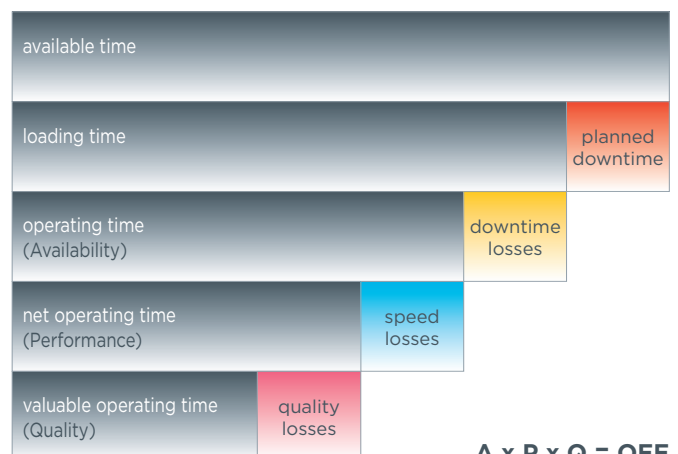 available time
loading time
planned
downtime
operating time
(Availability)
downtime
losses
net operating time
(Performance)
speed
losses
valuable operating time
(Quality)
quality
losses
A x P x Q = OEE